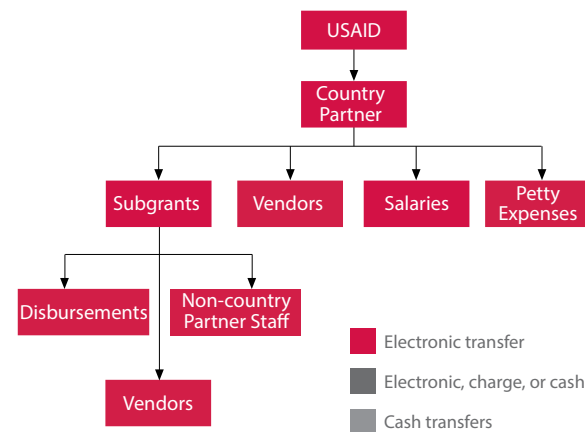 USAID
Country
Partner
Subgrants
Vendors
Salaries
Petty
Expenses
Disbursements
Non-country
Partner Staff
Vendors
Electronic transfer
Electronic, charge, or cash
Cash transfers